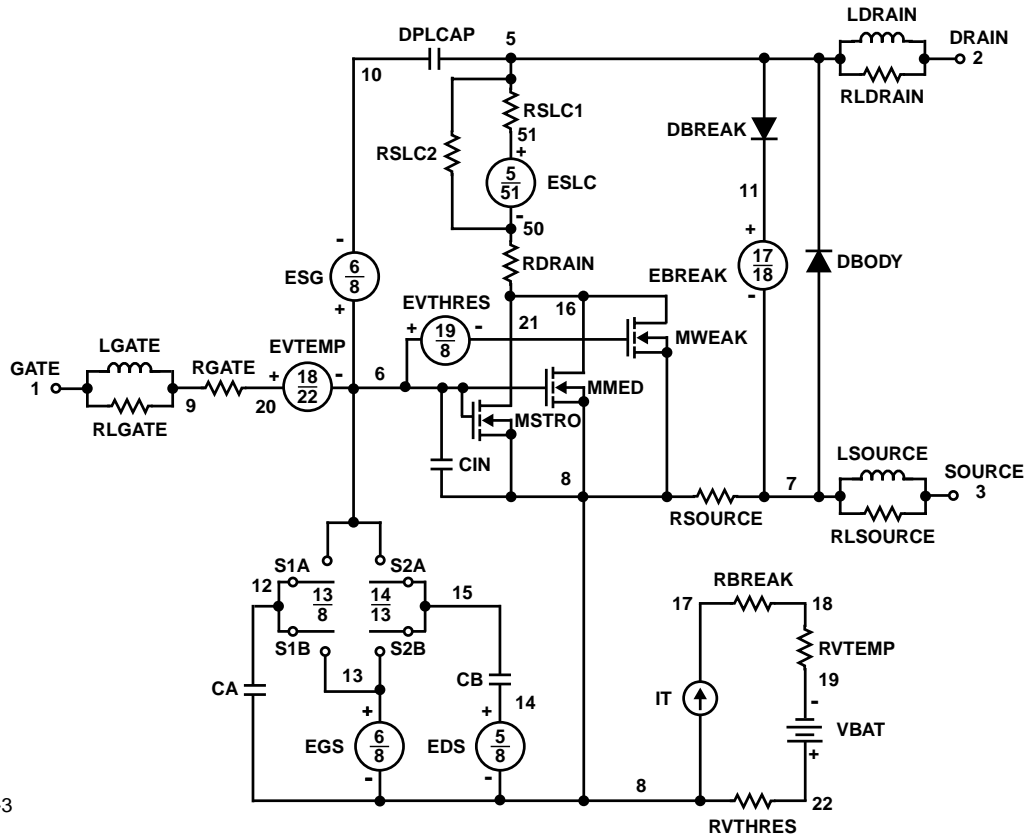 LDRAIN
DPLCAP 5 DRAIN
2
10
RSLC1 RLDRAIN
DBREAK
51
RSLC2 +
5
51
ESLC 11
-
50
- +
RDRAIN 17
18
6
8
ESG EBREAK DBODY
EVTHRES 16 -
+ 21
+ 19
8
- MWEAK
LGATE EVTEMP
GATE RGATE + 18
22
- 6
1 MMED
9 20
RLGATE MSTRO
LSOURCE
CIN 8 7 SOURCE
3
RSOURCE
RLSOURCE
S1A S2A
12 13
8
14
13
15 RBREAK
17 18
S1B S2B
RVTEMP
13 CB 19
CA 14 IT -
+ +
VBAT
EGS 6
8
EDS 5
8
+
- - 8
22
3
RVTHRES